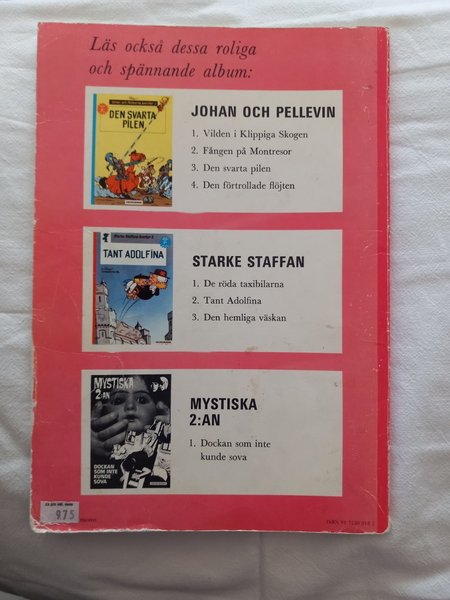 Läs också dessa roliga
och spännande album:
DEN SVARTA
PILEN
JOHAN OCH PELLEVIN
1. Vilden i Klippiga Skogen
2. Fången på Montresor
3. Den svarta pilen
4. Den förtrollade flöjten
TANT ADOLFINA
STARKE STAFFAN
1. De röda taxibilarna
2. Tant Adolfina
3. Den hemliga väskan
MYSTISKA
2:AN
DOCKAN
SOM INTE
KUNDE
SOVA
MYSTISKA
2:AN
1. Dockan som inte
kunde sova
9.75